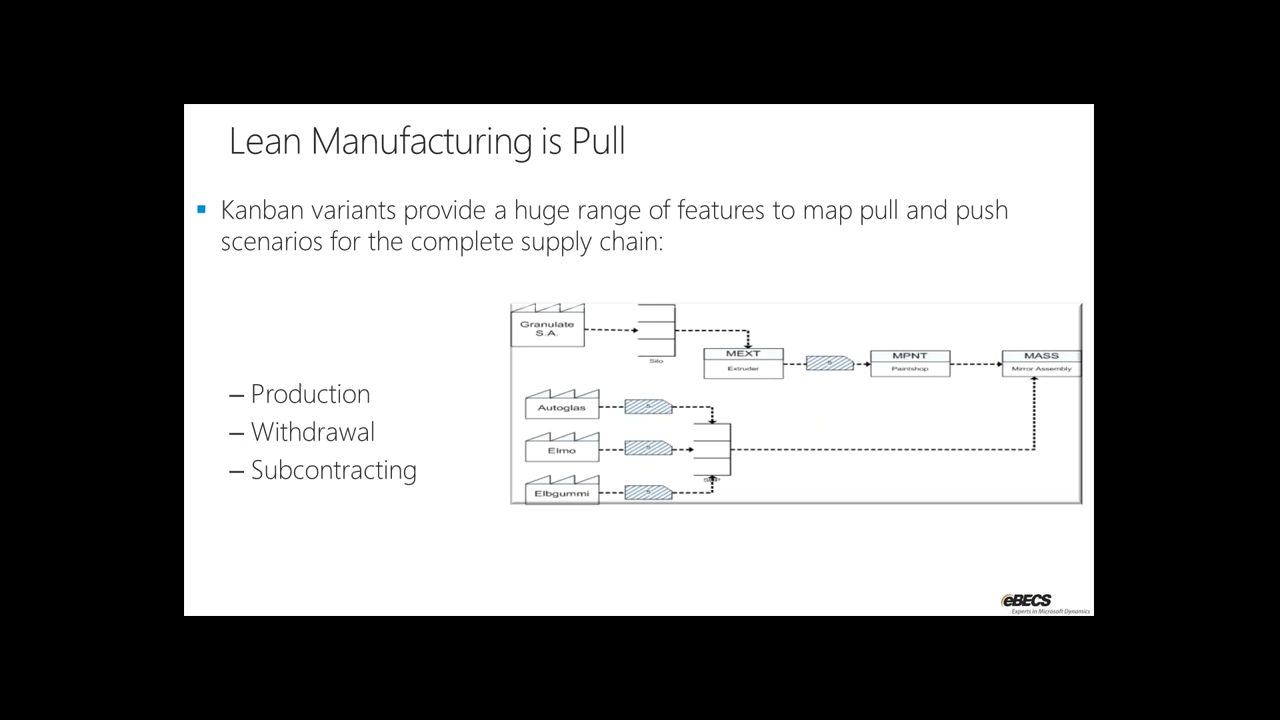 Lean Manufacturing is Pull
Kanban variants provide a huge range of features to map pull and push
scenarios for the complete supply chain:
– Production
– Withdrawal
– Subcontracting
Granulate
S.A.
Silo
MEXT
Extruder
MPNT
Paintshop
MASS
Mirror Assembly
Autoglas
Elmo
Elbgummi
eBECS
Experts in Microsoft Dynamics